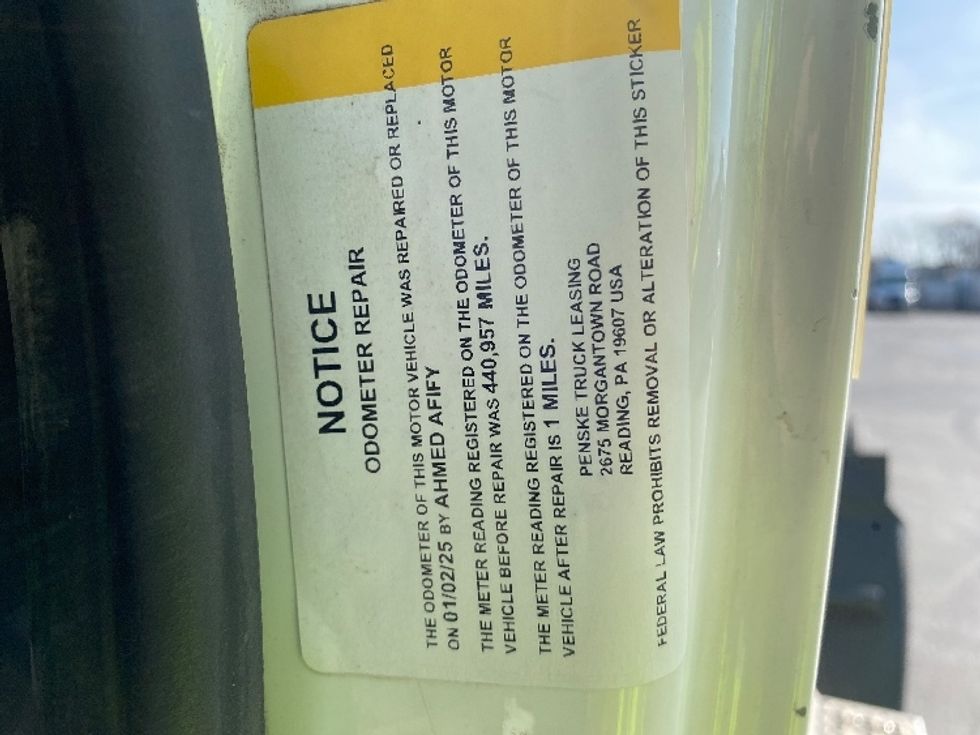 NOTICE
ODOMETER REPAIR
THE ODOMETER OF THIS MOTOR VEHICLE WAS REPAIRED OR REPLACED
ON 01/02/25 BY AHMED AFIFY
THE METER READING REGISTERED ON THE ODOMETER OF THIS MOTOR
VEHICLE BEFORE REPAIR WAS 440,957 MILES.
THE METER READING REGISTERED ON THE ODOMETER OF THIS MOTOR
VEHICLE AFTER REPAIR IS 1 MILES.
PENSKE TRUCK LEASING
2675 MORGANTOWN ROAD
READING, PA 19607 USA
FEDERAL LAW PROHIBITS REMOVAL OR ALTERATION OF THIS STICKER